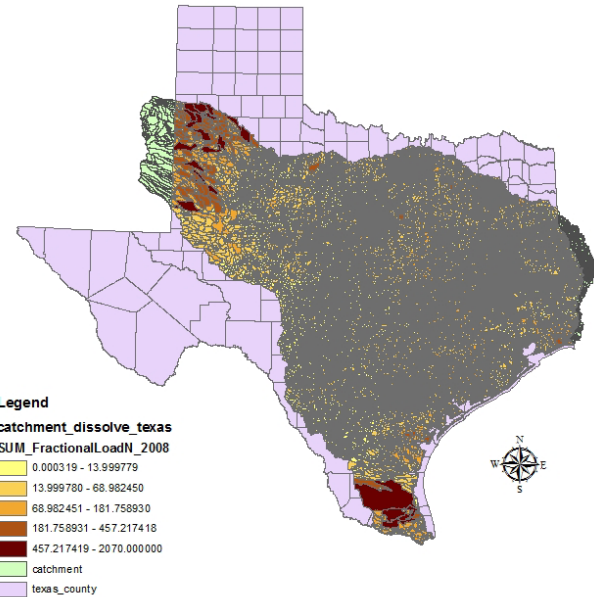 Legend
catchment_dissolve_texas
SUM_FractionalLoadN_2008
0.000319 - 13.999779
13.999780 - 68.982450
68.982451 - 181.758930
181.758931 - 457.217418
457.217419 - 2070.000000
catchment
texas_county
N
W E
S